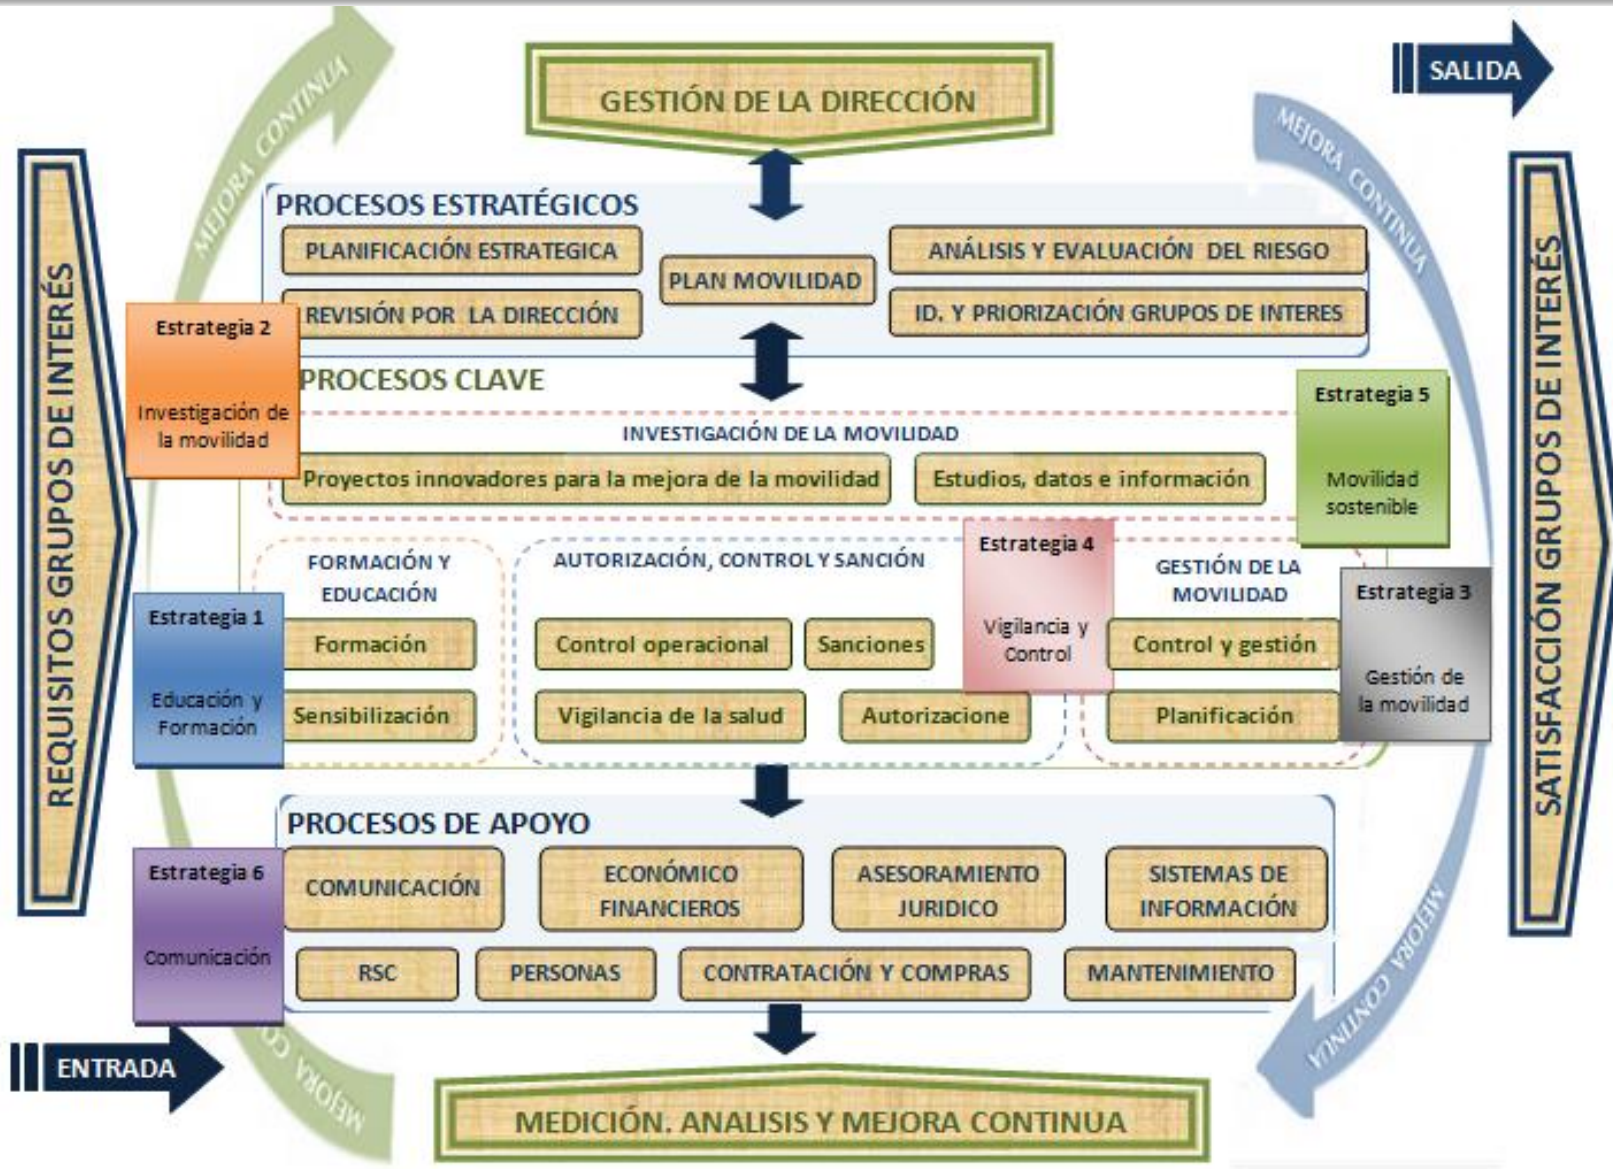 MEJORA CONTINUA
GESTIÓN DE LA DIRECCIÓN
SALIDA
MEJORA CONTINUA
REQUISITOS GRUPOS DE INTERÉS
SATISFACCIÓN GRUPOS DE INTERÉS
PROCESOS ESTRATÉGICOS
PLANIFICACIÓN ESTRATEGICA
PLAN MOVILIDAD
ANÁLISIS Y EVALUACIÓN DEL RIESGO
REVISIÓN POR LA DIRECCIÓN
ID. Y PRIORIZACIÓN GRUPOS DE INTERES
Estrategia 2
Investigación de
la movilidad
PROCESOS CLAVE
Estrategia 5
Movilidad
sostenible
INVESTIGACIÓN DE LA MOVILIDAD
Proyectos innovadores para la mejora de la movilidad
Estudios, datos e información
FORMACIÓN Y
EDUCACIÓN
AUTORIZACIÓN, CONTROL Y SANCIÓN
Estrategia 4
Vigilancia y
Control
GESTIÓN DE LA
MOVILIDAD
Estrategia 3
Gestión de
la movilidad
Estrategia 1
Educación y
Formación
Formación
Control operacional
Sanciones
Control y gestión
Sensibilización
Vigilancia de la salud
Autorizacione
Planificación
PROCESOS DE APOYO
Estrategia 6
Comunicación
COMUNICACIÓN
ECONÓMICO
FINANCIEROS
ASESORAMIENTO
JURIDICO
SISTEMAS DE
INFORMACIÓN
RSC
PERSONAS
CONTRATACIÓN Y COMPRAS
MANTENIMIENTO
MEJORA CONTINUA
ENTRADA
MEJORA CO
MEDICIÓN. ANALISIS Y MEJORA CONTINUA